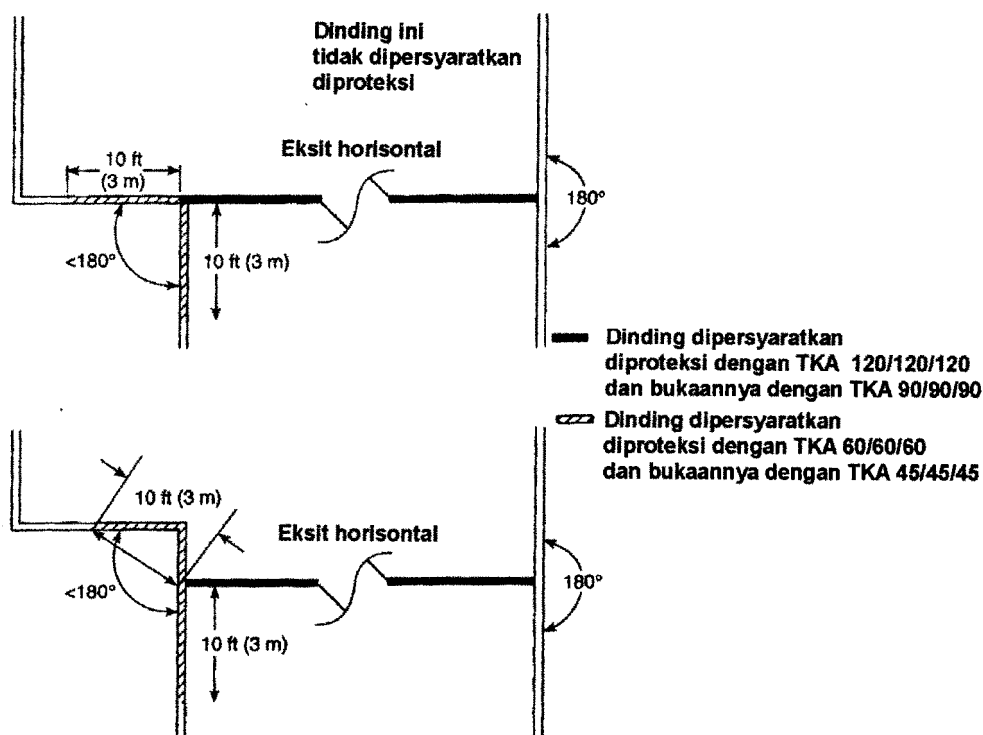 Dinding ini
tidak dipersyaratkan
diproteksi
Eksit horisontal
10 ft
(3 m)
180°
<180°
10 ft (3 m)
Dinding dipersyaratkan
diproteksi dengan TKA 120/120/120
dan bukaannya dengan TKA 90/90/90
Dinding dipersyaratkan
diproteksi dengan TKA 60/60/60
dan bukaannya dengan TKA 45/45/45
10 ft (3 m)
Eksit horisontal
180°
<180°
10 ft (3 m)